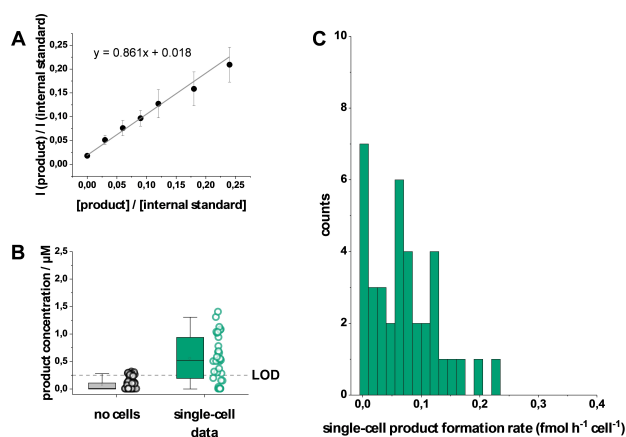 A
y = 0.861x + 0.018
I (product) / I (internal standard)
0,25
0,20
0,15
0,10
0,05
0,00
0,00 0,05 0,10 0,15 0,20 0,25
[product] / [internal standard]
B
product concentration / µM
2,5
2,0
1,5
1,0
0,5
0,0
LOD
no cells
single-cell
data
C
counts
10
8
6
4
2
0
0,0 0,1 0,2 0,3 0,4
single-cell product formation rate (fmol h⁻¹ cell⁻¹)